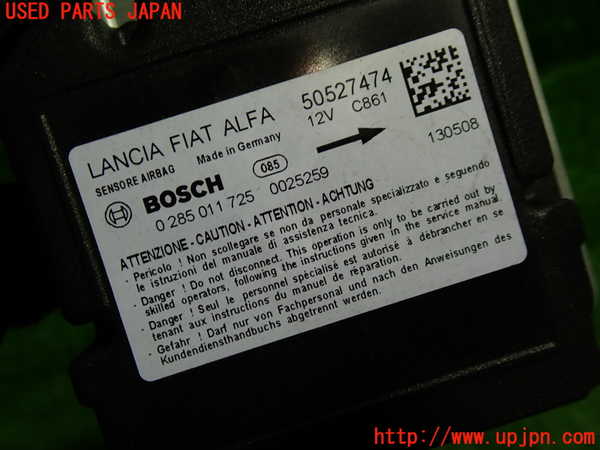 USED PARTS JAPAN
LANCIA FIAT ALFA 50527474
SENSORE AIRBAG Made in Germany 12V C861
BOSCH 085 130508
0 285 011 725 0025259
ATTENZIONE - CAUTION - ATTENTION - ACHTUNG
- Pericolo ! Non scollegare se non da personale specializzato e seguendo
le istruzioni del manuale di assistenza tecnica.
- Danger ! Do not disconnect. This operation is only to be carried out by
skilled operators, following the instructions given in the service manual.
- Danger ! Seul le personnel spécialisé est autorisé à débrancher en se
tenant aux instructions du manuel de réparation.
- Gefahr ! Darf nur von Fachpersonal und nach den Anweisungen des
Kundendiensthandbuchs abgetrennt werden.
http://www.upjpn.com/